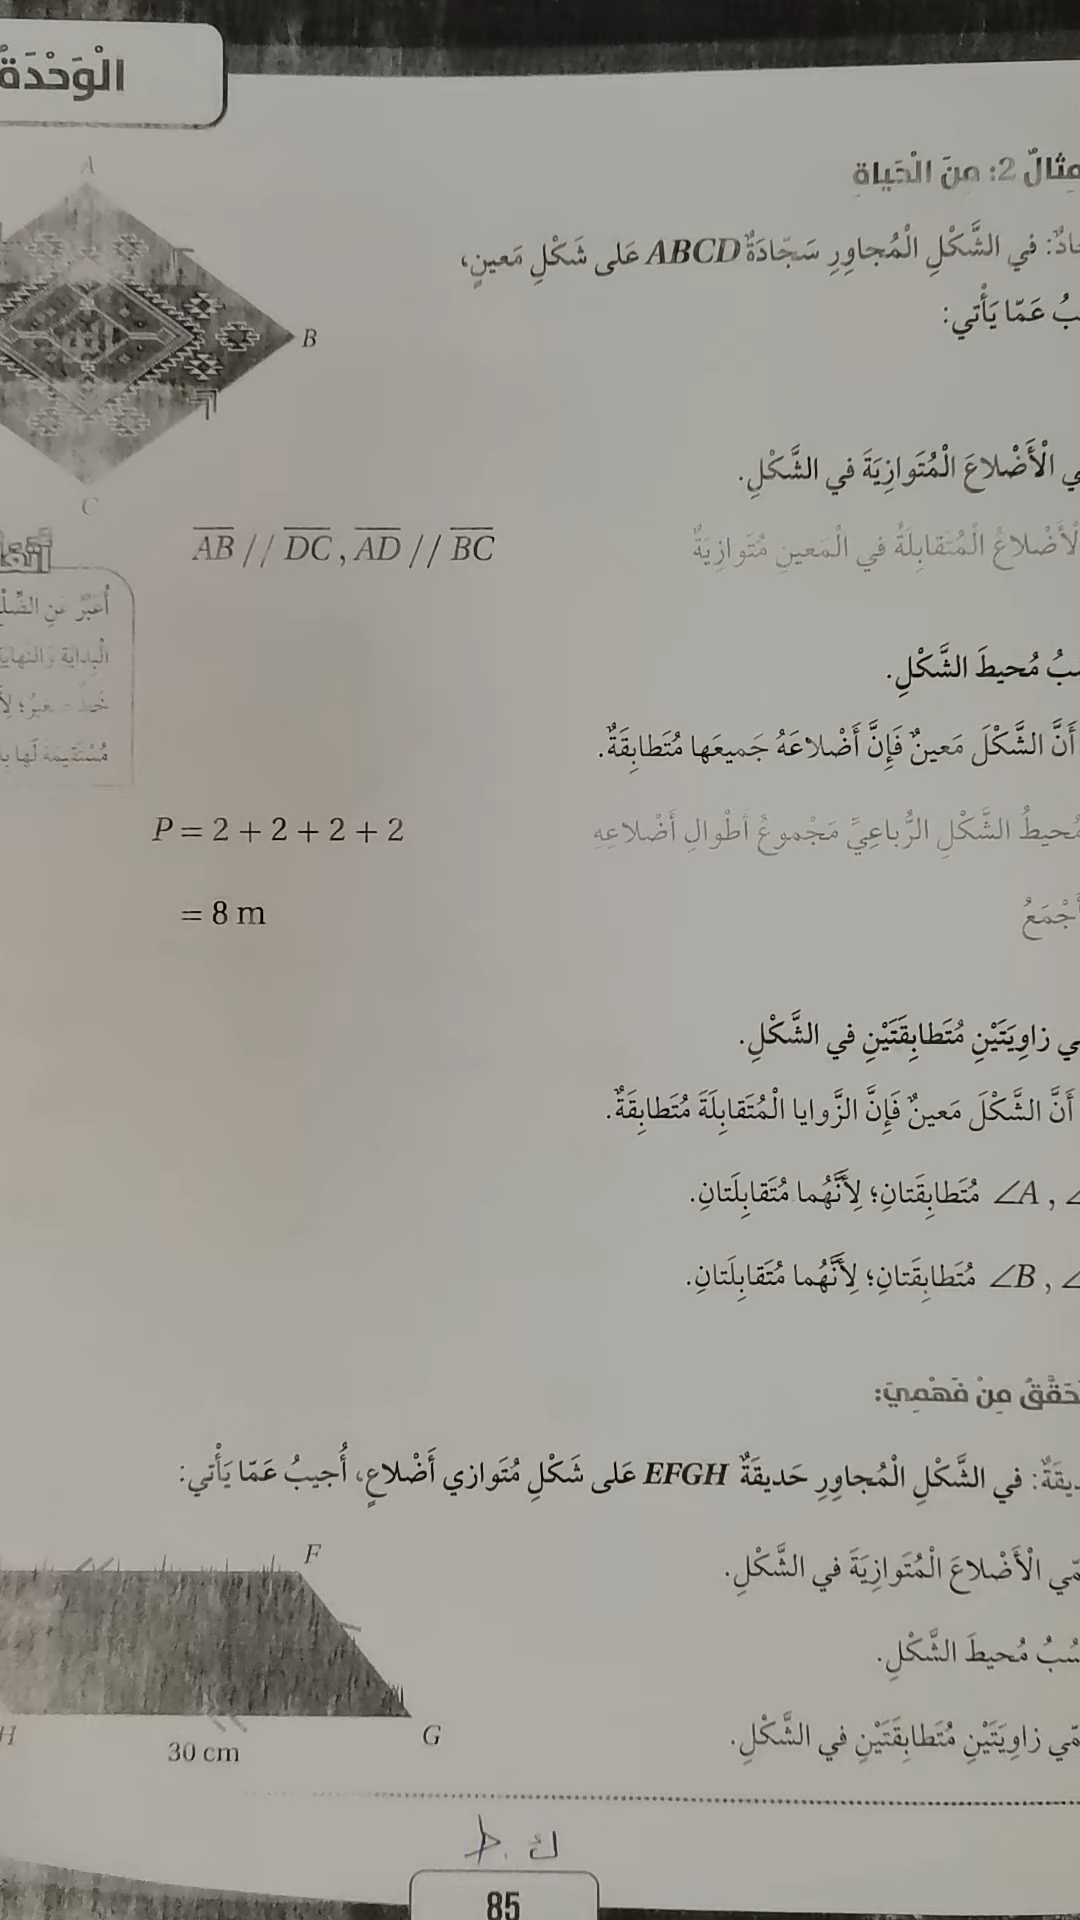 الْوَحْدَةُ
مِثالٌ 2: مِنَ الْحَياةِ
A
في الشَّكْلِ الْمُجاوِرِ سَجّادَةٌ ABCD عَلى شَكْلِ مَعينٍ،
عَمّا يَأْتي:
B
الْأَضْلاعَ الْمُتَوازِيَةَ في الشَّكْلِ.
C
الْأَضْلاعُ الْمُتَقابِلَةُ في الْمَعينِ مُتَوازِيَةٌ
AB // DC , AD // BC
أُعَبِّرُ عَنِ
الْبِدايَةِ وَالنِّهايَةِ
مُحيطَ الشَّكْلِ.
أَنَّ الشَّكْلَ مَعينٌ فَإِنَّ أَضْلاعَهُ جَميعَها مُتَطابِقَةٌ.
مُحيطُ الشَّكْلِ الرُّباعِيِّ مَجْموعُ أَطْوالِ أَضْلاعِهِ
P = 2 + 2 + 2 + 2
أَجْمَعُ
= 8 m
زاوِيَتَيْنِ مُتَطابِقَتَيْنِ في الشَّكْلِ.
أَنَّ الشَّكْلَ مَعينٌ فَإِنَّ الزَّوايا الْمُتَقابِلَةَ مُتَطابِقَةٌ.
∠A , ∠ مُتَطابِقَتانِ؛ لِأَنَّهُما مُتَقابِلَتانِ.
∠B , ∠ مُتَطابِقَتانِ؛ لِأَنَّهُما مُتَقابِلَتانِ.
مِنْ فَهْمِيَ:
في الشَّكْلِ الْمُجاوِرِ حَديقَةٌ EFGH عَلى شَكْلِ مُتَوازي أَضْلاعٍ، أُجيبُ عَمّا يَأْتي:
F
الْأَضْلاعَ الْمُتَوازِيَةَ في الشَّكْلِ.
مُحيطَ الشَّكْلِ.
زاوِيَتَيْنِ مُتَطابِقَتَيْنِ في الشَّكْلِ.
H
G
30 cm
85